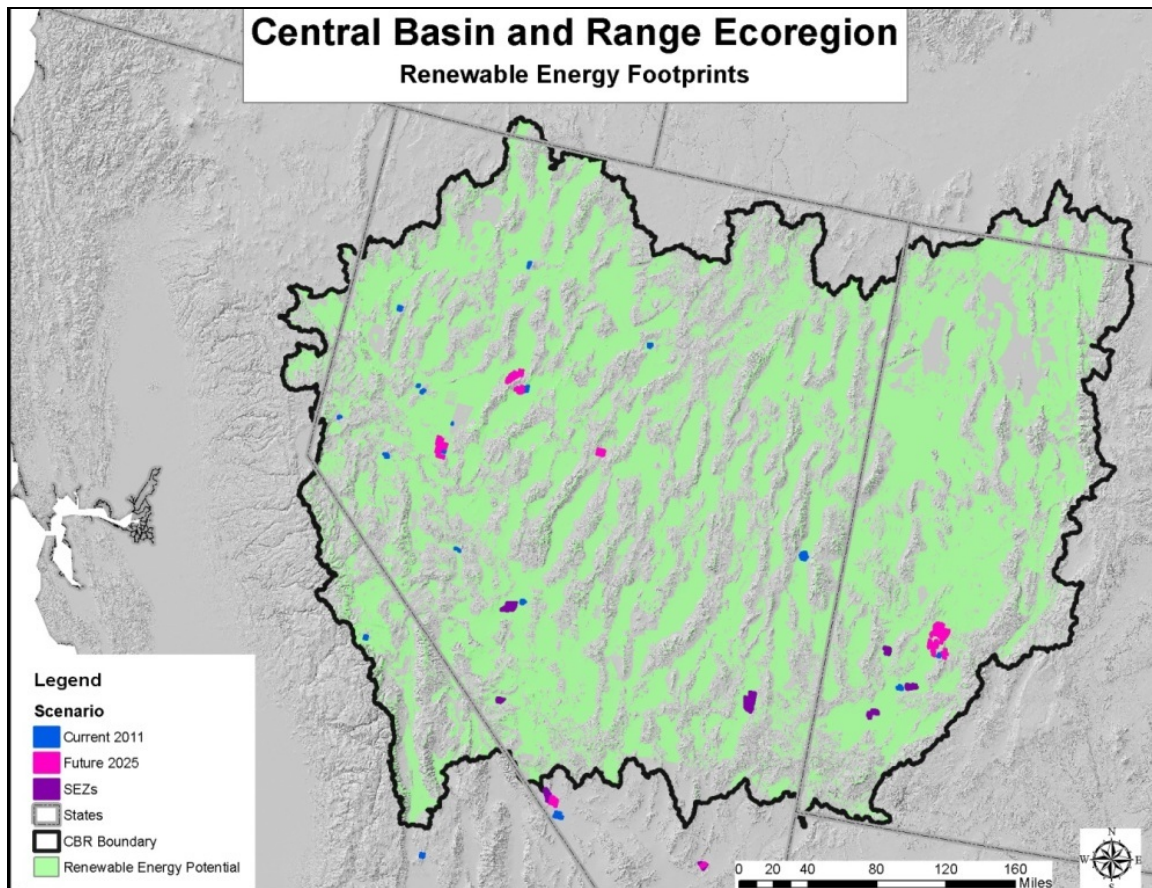 Central Basin and Range Ecoregion
Renewable Energy Footprints
Legend
Scenario
Current 2011
Future 2025
SEZs
States
CBR Boundary
Renewable Energy Potential
N
W E
S
0 20 40 80 120 160
Miles